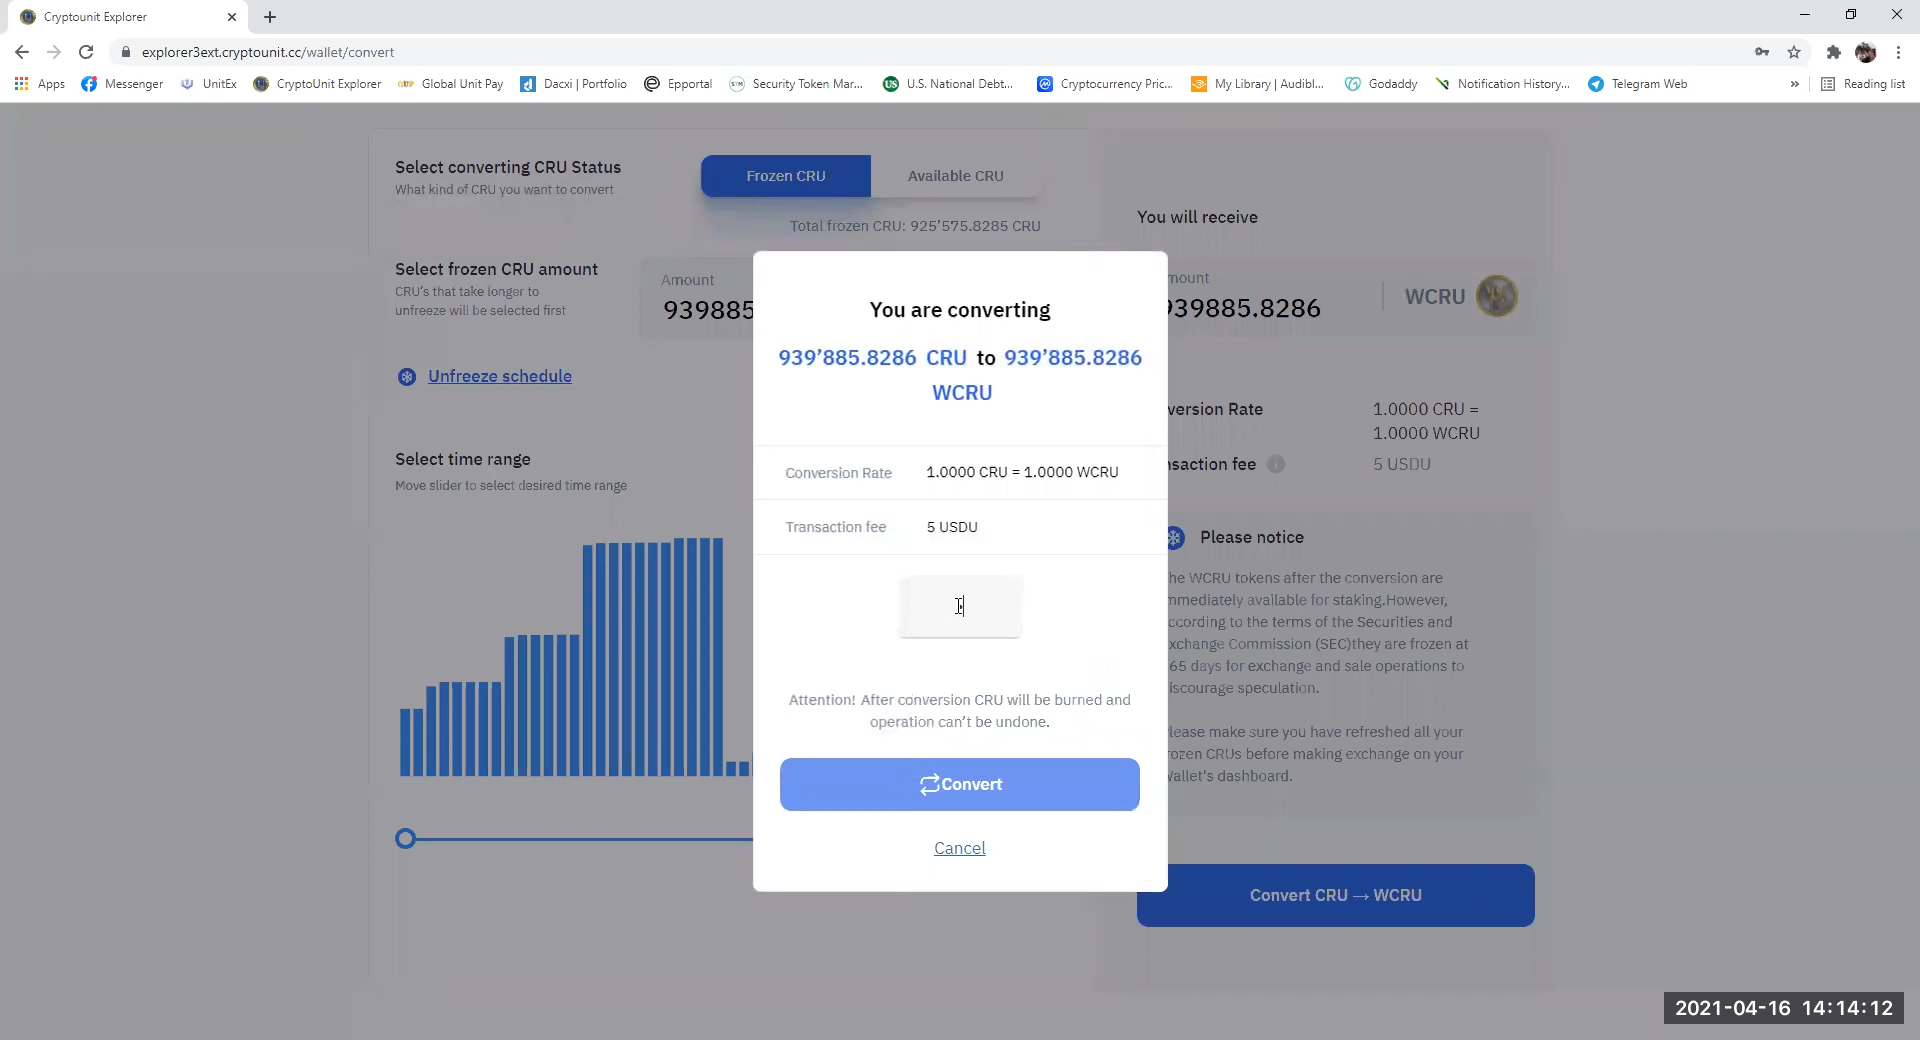 Cryptounit Explorer
explorer3ext.cryptounit.cc/wallet/convert
Apps Messenger UnitEx CryptoUnit Explorer Global Unit Pay Dacxi | Portfolio Epportal Security Token Mar... U.S. National Debt... Cryptocurrency Pric... My Library | Audibl... Godaddy Notification History... Telegram Web » Reading list
Select converting CRU Status
What kind of CRU you want to convert
Frozen CRU Available CRU
Total frozen CRU: 925’575.8285 CRU
Select frozen CRU amount
CRU's that take longer to
unfreeze will be selected first
Amount
939885
Unfreeze schedule
Select time range
Move slider to select desired time range
You are converting
939’885.8286 CRU to 939’885.8286
WCRU
Conversion Rate 1.0000 CRU = 1.0000 WCRU
Transaction fee 5 USDU
Attention! After conversion CRU will be burned and
operation can’t be undone.
Convert
Cancel
You will receive
mount
939885.8286 WCRU
version Rate 1.0000 CRU =
1.0000 WCRU
nsaction fee i 5 USDU
Please notice
he WCRU tokens after the conversion are
mmediately available for staking.However,
ccording to the terms of the Securities and
xchange Commission (SEC)they are frozen at
65 days for exchange and sale operations to
iscourage speculation.
lease make sure you have refreshed all your
rozen CRUs before making exchange on your
Wallet's dashboard.
Convert CRU → WCRU
2021-04-16 14:14:12